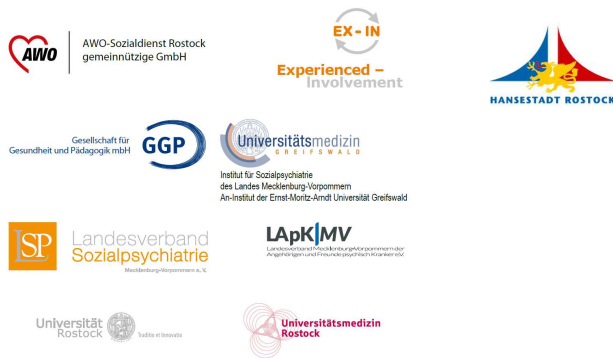 AWO
AWO-Sozialdienst Rostock
gemeinnützige GmbH
EX-IN
Experienced –
Involvement
HANSESTADT ROSTOCK
Gesellschaft für
Gesundheit und Pädagogik mbH
GGP
Universitätsmedizin
GREIFSWALD
Institut für Sozialpsychiatrie
des Landes Mecklenburg-Vorpommern
An-Institut der Ernst-Moritz-Arndt Universität Greifswald
LSP
Landesverband
Sozialpsychiatrie
Mecklenburg-Vorpommern e. V.
LApK MV
Landesverband Mecklenburg-Vorpommern der
Angehörigen und Freunde psychisch Kranker e.V.
Universität
Rostock
Traditio et Innovatio
Universitätsmedizin
Rostock